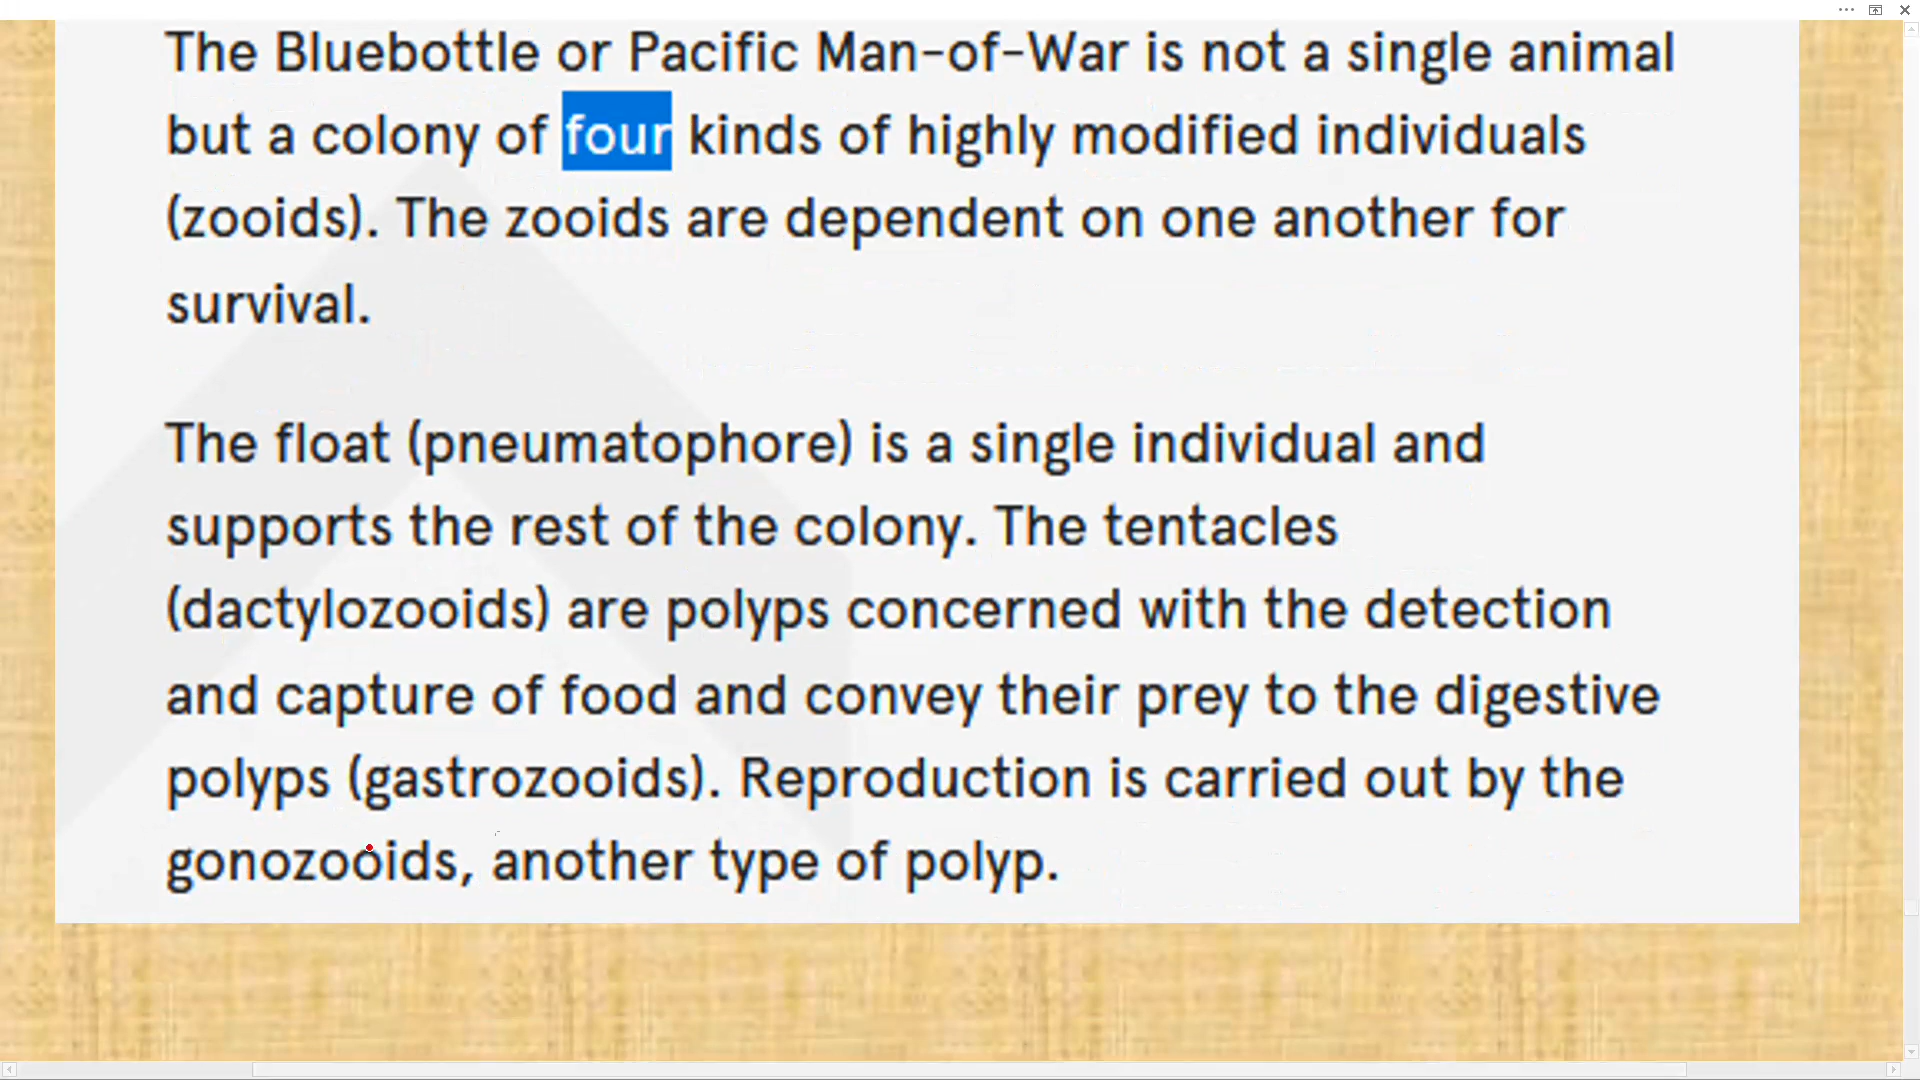 The Bluebottle or Pacific Man-of-War is not a single animal
but a colony of four kinds of highly modified individuals
(zooids). The zooids are dependent on one another for
survival.
The float (pneumatophore) is a single individual and
supports the rest of the colony. The tentacles
(dactylozooids) are polyps concerned with the detection
and capture of food and convey their prey to the digestive
polyps (gastrozooids). Reproduction is carried out by the
gonozooids, another type of polyp.